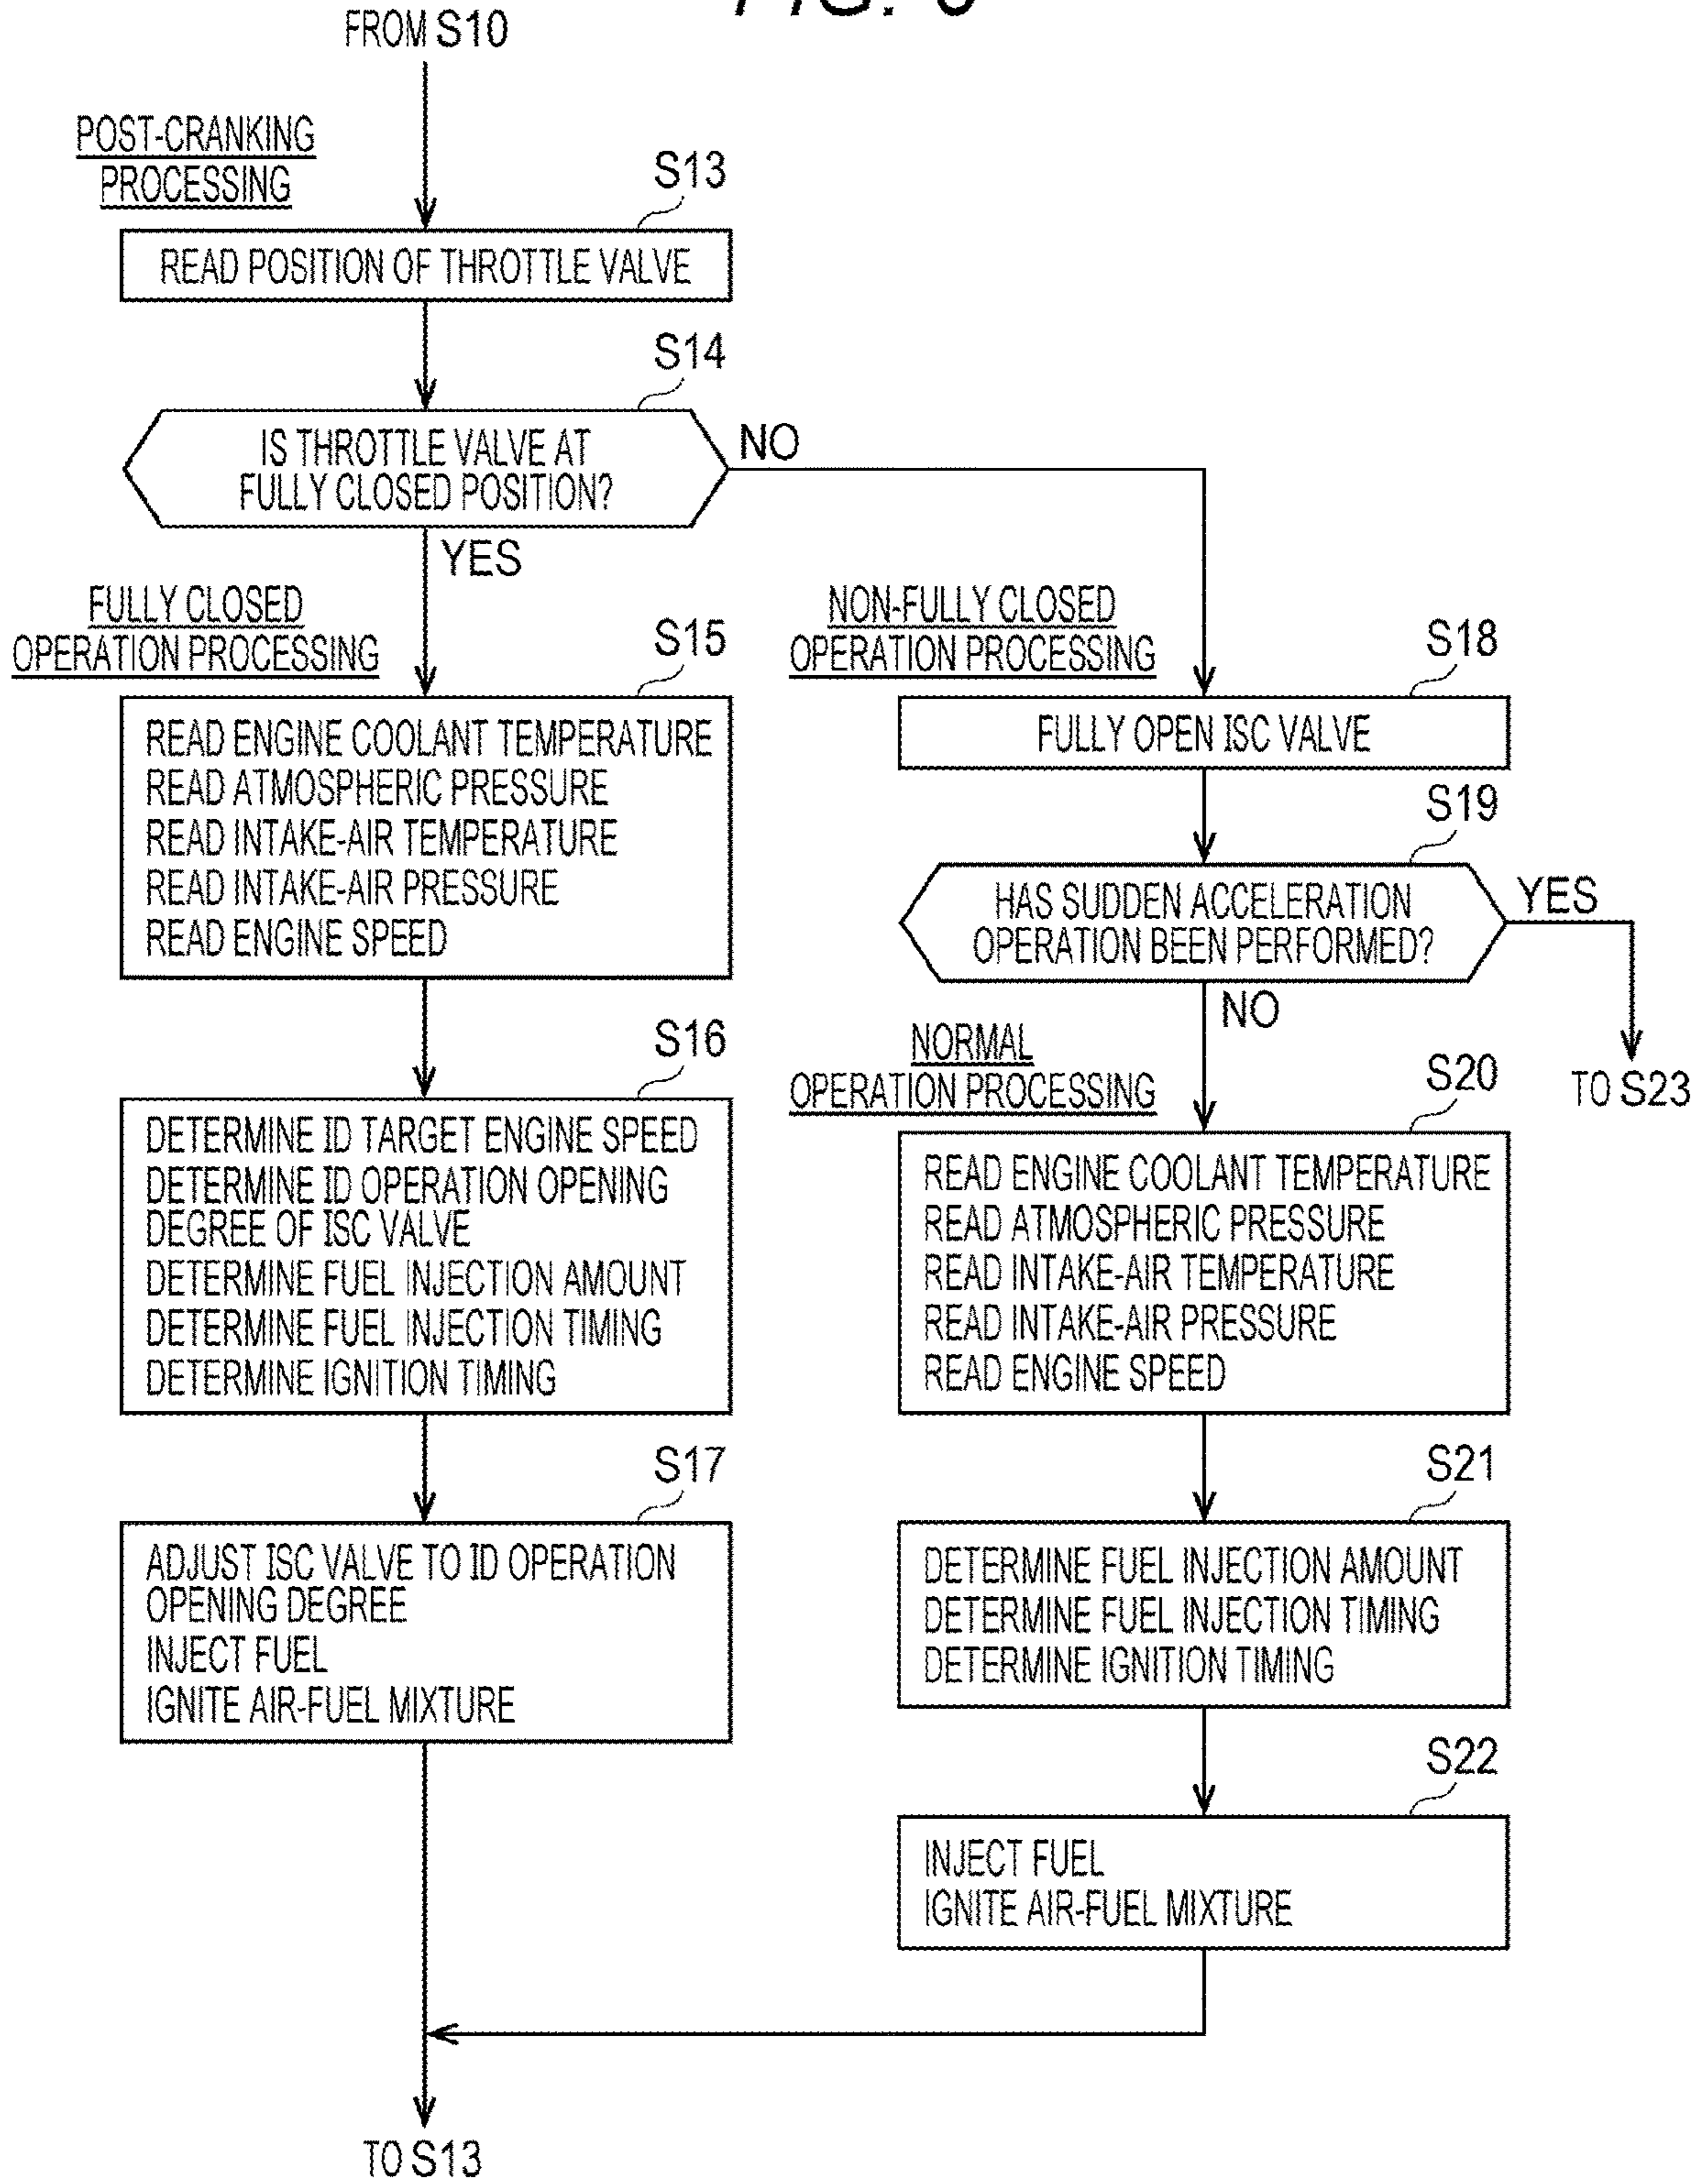 FROM S10
POST-CRANKING
PROCESSING
S13
READ POSITION OF THROTTLE VALVE
S14
IS THROTTLE VALVE AT
FULLY CLOSED POSITION?
NO
YES
FULLY CLOSED
OPERATION PROCESSING
S15
READ ENGINE COOLANT TEMPERATURE
READ ATMOSPHERIC PRESSURE
READ INTAKE-AIR TEMPERATURE
READ INTAKE-AIR PRESSURE
READ ENGINE SPEED
S16
DETERMINE ID TARGET ENGINE SPEED
DETERMINE ID OPERATION OPENING
DEGREE OF ISC VALVE
DETERMINE FUEL INJECTION AMOUNT
DETERMINE FUEL INJECTION TIMING
DETERMINE IGNITION TIMING
S17
ADJUST ISC VALVE TO ID OPERATION
OPENING DEGREE
INJECT FUEL
IGNITE AIR-FUEL MIXTURE
NON-FULLY CLOSED
OPERATION PROCESSING
S18
FULLY OPEN ISC VALVE
S19
HAS SUDDEN ACCELERATION
OPERATION BEEN PERFORMED?
YES
TO S23
NO
NORMAL
OPERATION PROCESSING
S20
READ ENGINE COOLANT TEMPERATURE
READ ATMOSPHERIC PRESSURE
READ INTAKE-AIR TEMPERATURE
READ INTAKE-AIR PRESSURE
READ ENGINE SPEED
S21
DETERMINE FUEL INJECTION AMOUNT
DETERMINE FUEL INJECTION TIMING
DETERMINE IGNITION TIMING
S22
INJECT FUEL
IGNITE AIR-FUEL MIXTURE
TO S13